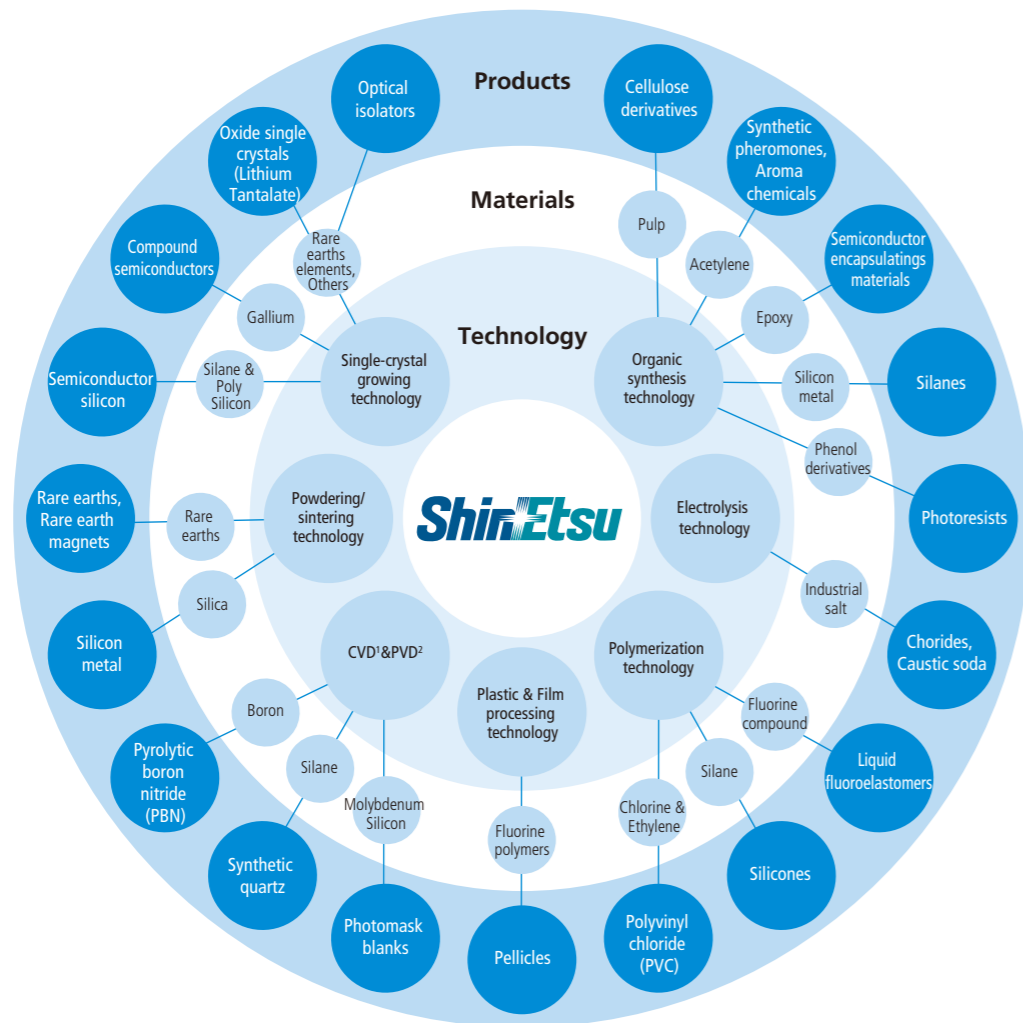 Products
Optical
isolators
Cellulose
derivatives
Oxide single
crystals
(Lithium
Tantalate)
Synthetic
pheromones,
Aroma
chemicals
Materials
Rare
earths
elements,
Others
Pulp
Acetylene
Compound
semiconductors
Semiconductor
encapsulatings
materials
Gallium
Epoxy
Technology
Semiconductor
silicon
Silane &
Poly
Silicon
Single-crystal
growing
technology
Organic
synthesis
technology
Silicon
metal
Silanes
Phenol
derivatives
Rare earths,
Rare earth
magnets
Rare
earths
Powdering/
sintering
technology
ShinEtsu
Electrolysis
technology
Photoresists
Silica
Industrial
salt
Silicon
metal
CVD¹&PVD²
Polymerization
technology
Chorides,
Caustic soda
Plastic & Film
processing
technology
Boron
Fluorine
compound
Pyrolytic
boron
nitride
(PBN)
Silane
Silane
Liquid
fluoroelastomers
Molybdenum
Silicon
Fluorine
polymers
Chlorine &
Ethylene
Synthetic
quartz
Silicones
Photomask
blanks
Pellicles
Polyvinyl
chloride
(PVC)